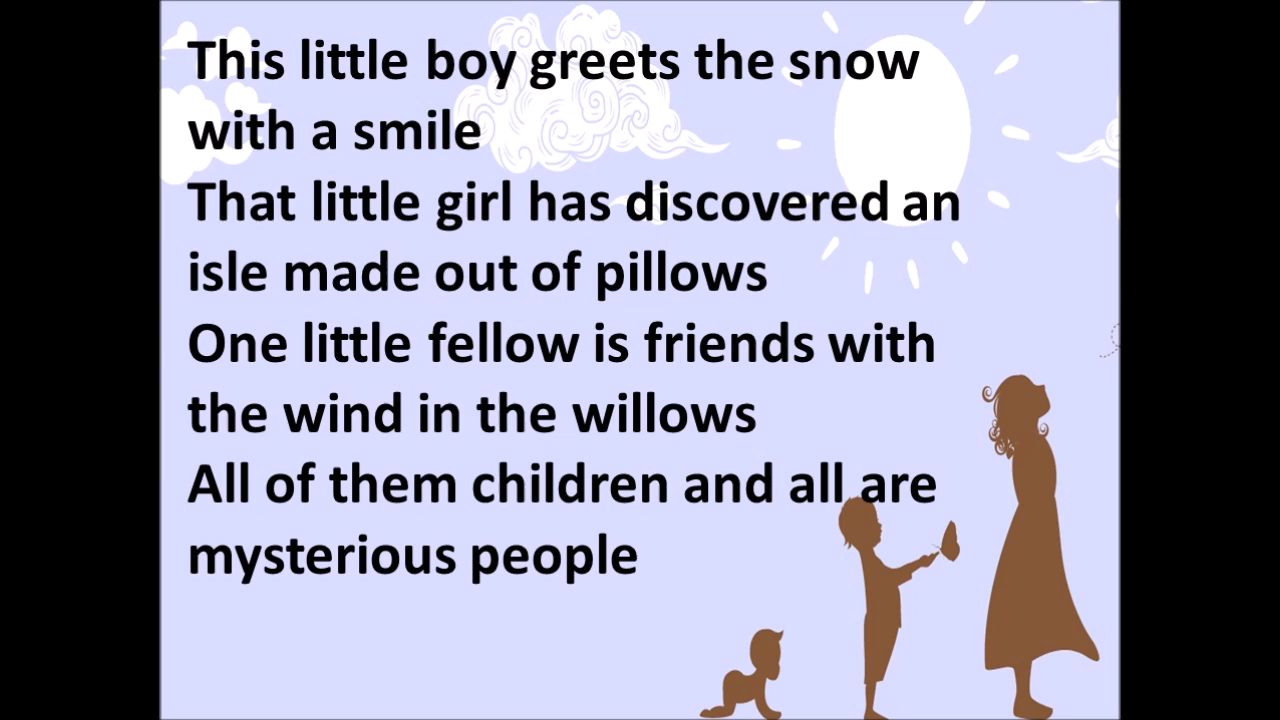 This little boy greets the snow
with a smile
That little girl has discovered an
isle made out of pillows
One little fellow is friends with
the wind in the willows
All of them children and all are
mysterious people